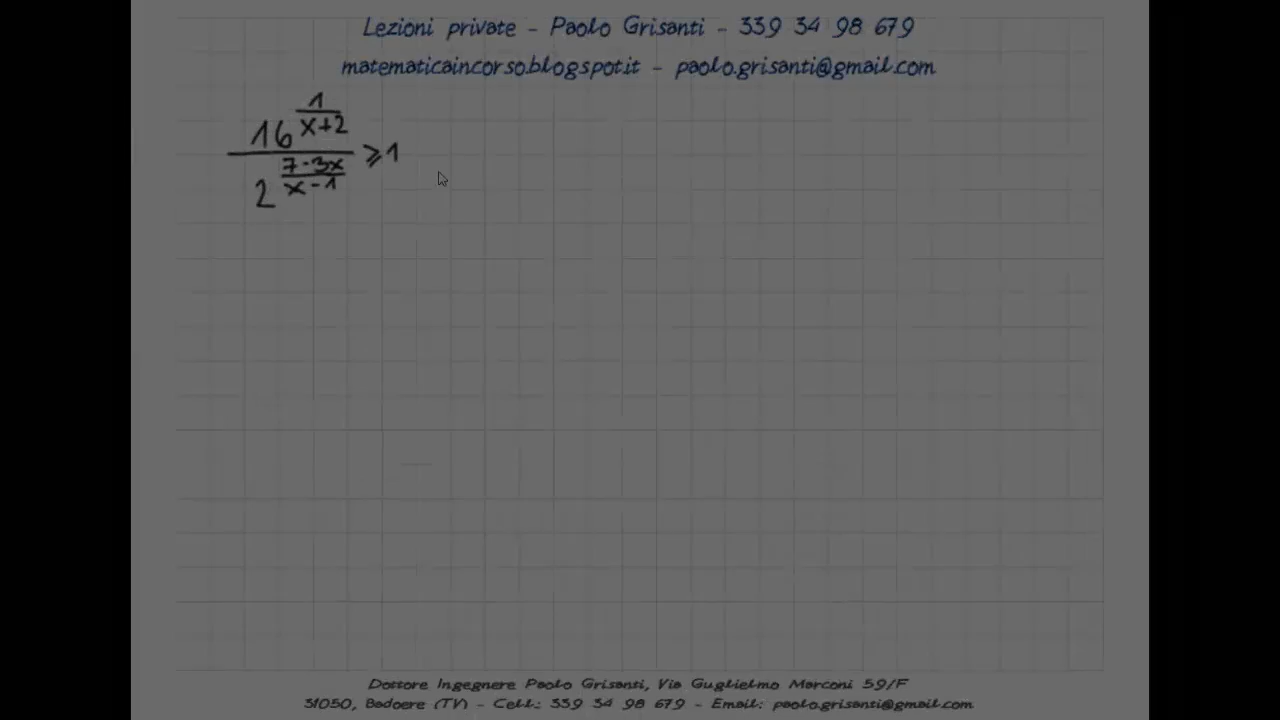 Lezioni private - Paolo Grisanti - 339 34 98 679
matematicaincorso.blogspot.it - paolo.grisanti@gmail.com
1
x+2
16
7-3x
x-1
2
≥1
Dottore Ingegnere Paolo Grisanti, Via Guglielmo Marconi 59/F
31050, Badoere (TV) - Cell.: 339 34 98 679 - Email: paolo.grisanti@gmail.com